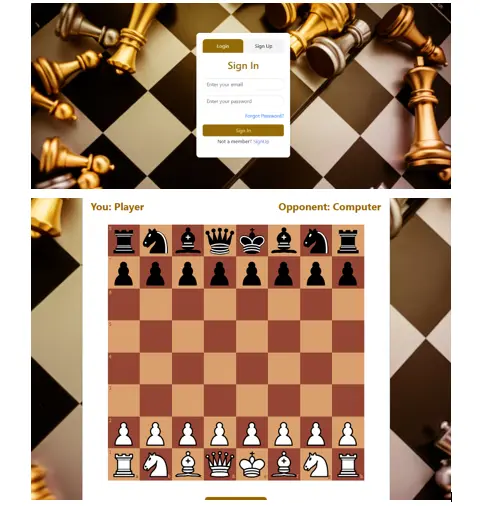 Login Sign Up
Sign In
Enter your email
Enter your password
Forgot Password?
Sign In
Not a member? SignUp
You: Player Opponent: Computer